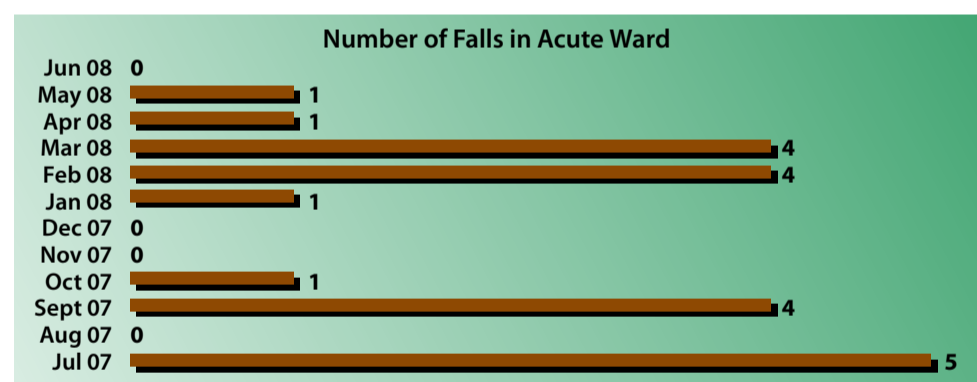 Number of Falls in Acute Ward
Jun 08 0
May 08 1
Apr 08 1
Mar 08 4
Feb 08 4
Jan 08 1
Dec 07 0
Nov 07 0
Oct 07 1
Sept 07 4
Aug 07 0
Jul 07 5